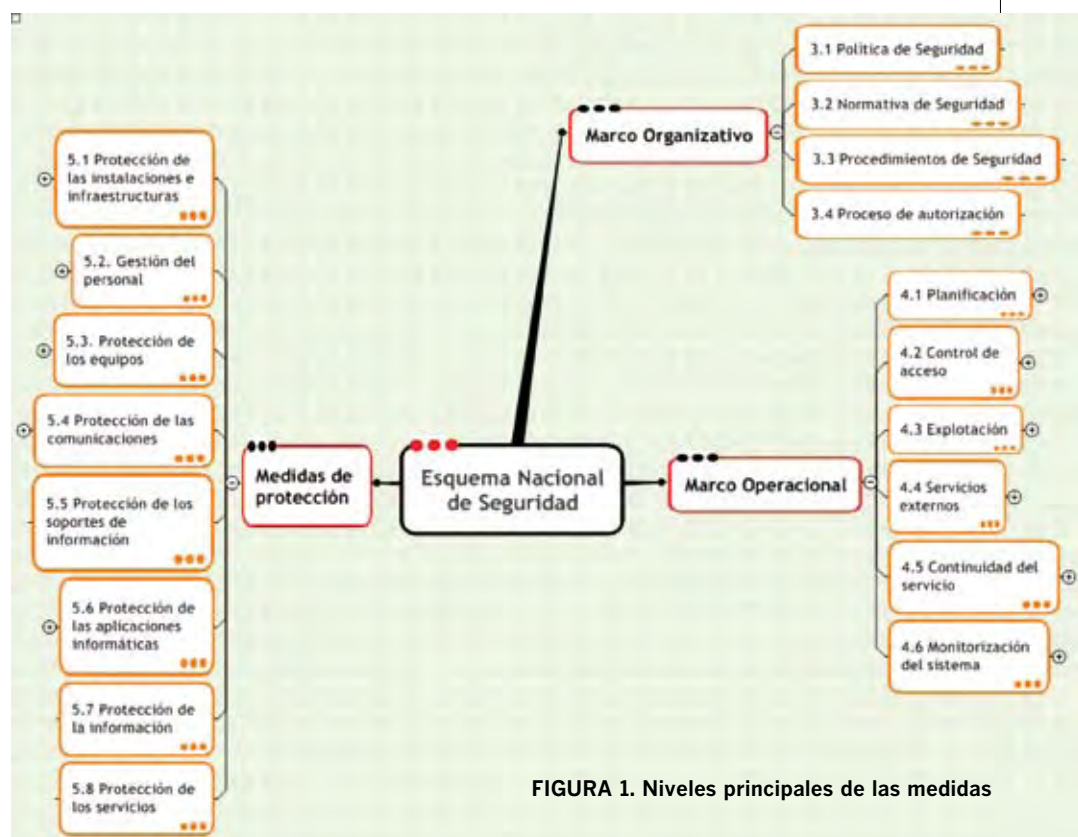 3.1 Política de Seguridad
3.2 Normativa de Seguridad
Marco Organizativo
3.3 Procedimientos de Seguridad
3.4 Proceso de autorización
5.1 Protección de
las instalaciones e
infraestructuras
5.2. Gestión del
personal
5.3. Protección de
los equipos
5.4 Protección de las
comunicaciones
5.5 Protección de los
soportes de
información
5.6 Protección de
las aplicaciones
informáticas
5.7 Protección de
la información
5.8 Protección de
los servicios
Medidas de
protección
Esquema Nacional
de Seguridad
Marco Operacional
4.1 Planificación
4.2 Control de
acceso
4.3 Explotación
4.4 Servicios
externos
4.5 Continuidad del
servicio
4.6 Monitorización
del sistema
FIGURA 1. Niveles principales de las medidas